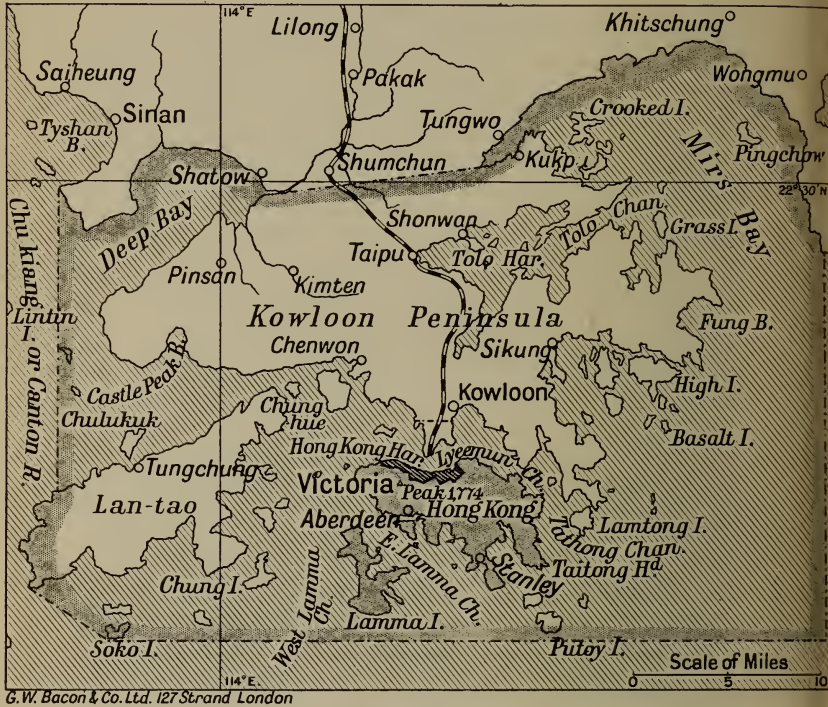 114° E
Lilong
Khitschung
Saiheung
Pakak
Wongmu
Sinan
Crooked I.
Tyshan
B.
Tungwo
Mirs Bay
Pingchow
Kukp
Shumchun
Shatow
22° 30' N
Chu kiang or Canton R.
Deep Bay
Shonwan
Tolo Chan.
Grass I.
Taipu
Tolo Har.
Pinsan
Kimten
Lintin
I.
Kowloon Peninsula
Fung B.
Chenwon
Sikung
Castle Peak B.
High I.
Chulukuk
Chung
hue
Kowloon
Basalt I.
Hong Kong Har.
Lyeemun Ch.
Tungchung
Victoria
Peak 1,774
Lan-tao
Hong Kong
Aberdeen
Lamtong I.
Tathong Chan.
Stanley
Taitong Hd.
E. Lamma Ch.
Chung I.
West Lamma
Ch.
Lamma I.
Soko I.
Putoy I.
Scale of Miles
114° E.
0 5 10
G.W. Bacon & Co. Ltd. 127 Strand London